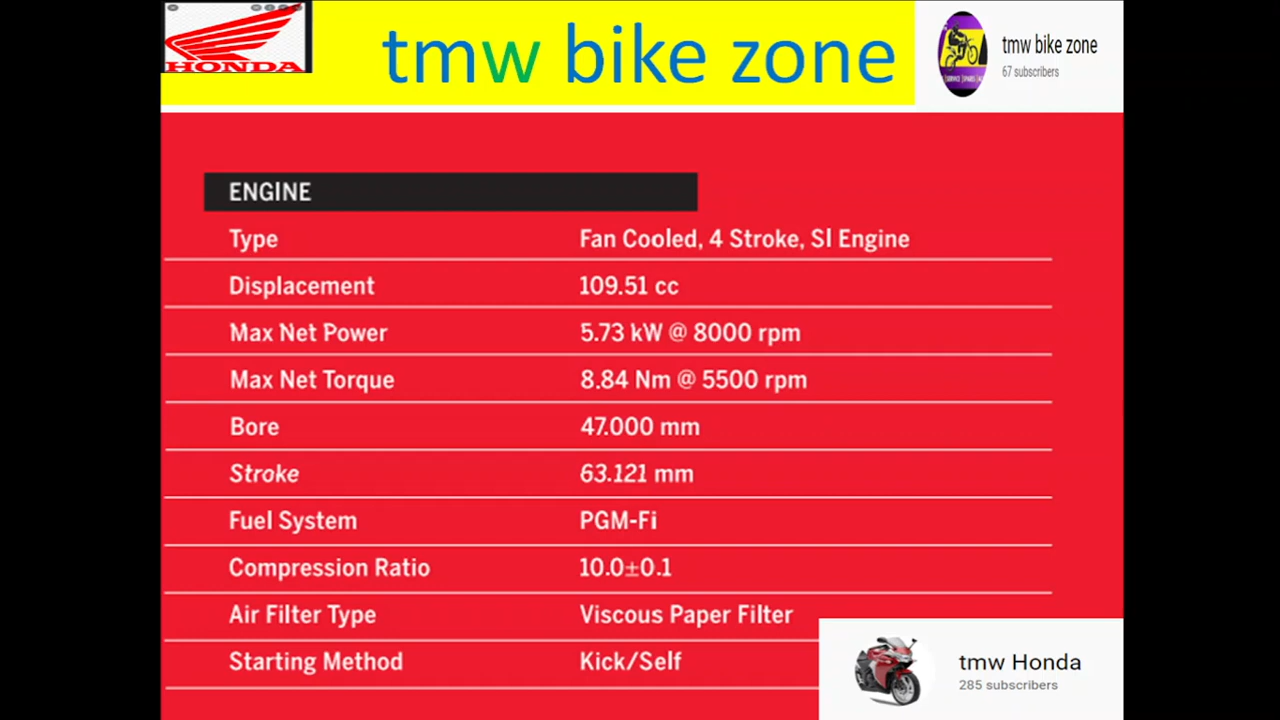 HONDA
tmw bike zone
tmw bike zone
67 subscribers
ENGINE
Type Fan Cooled, 4 Stroke, SI Engine
Displacement 109.51 cc
Max Net Power 5.73 kW @ 8000 rpm
Max Net Torque 8.84 Nm @ 5500 rpm
Bore 47.000 mm
Stroke 63.121 mm
Fuel System PGM-Fi
Compression Ratio 10.0±0.1
Air Filter Type Viscous Paper Filter
Starting Method Kick/Self
tmw Honda
285 subscribers